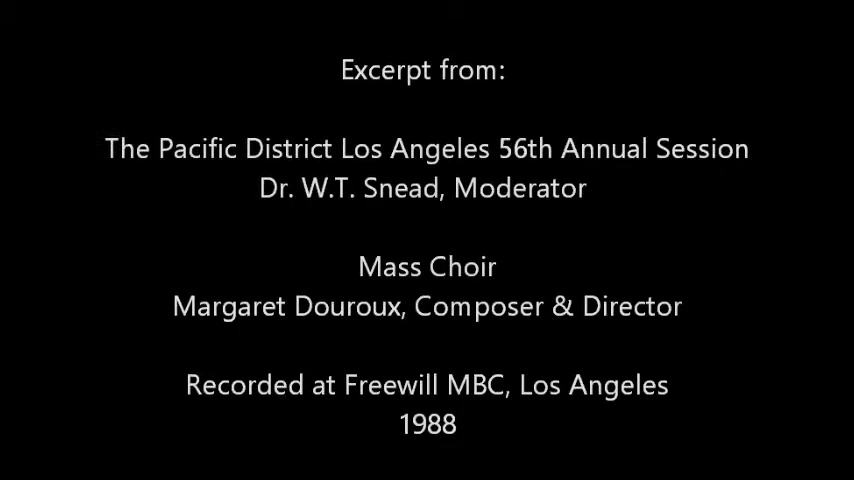 Excerpt from:
The Pacific District Los Angeles 56th Annual Session
Dr. W.T. Snead, Moderator
Mass Choir
Margaret Douroux, Composer & Director
Recorded at Freewill MBC, Los Angeles
1988